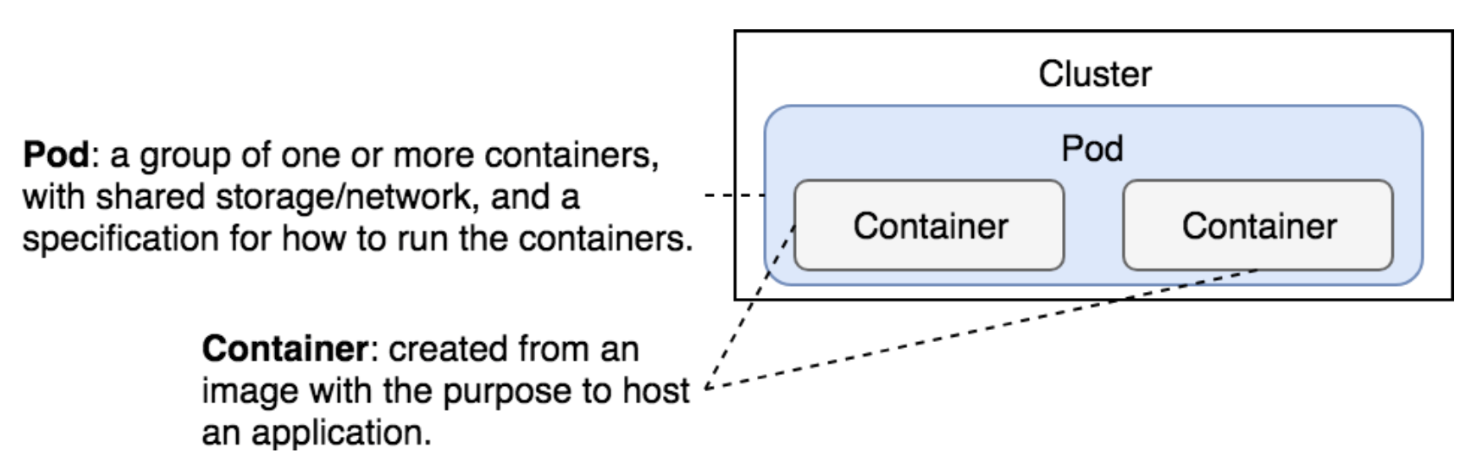 Cluster
Pod
Container
Container
Pod: a group of one or more containers,
with shared storage/network, and a
specification for how to run the containers.
Container: created from an
image with the purpose to host
an application.